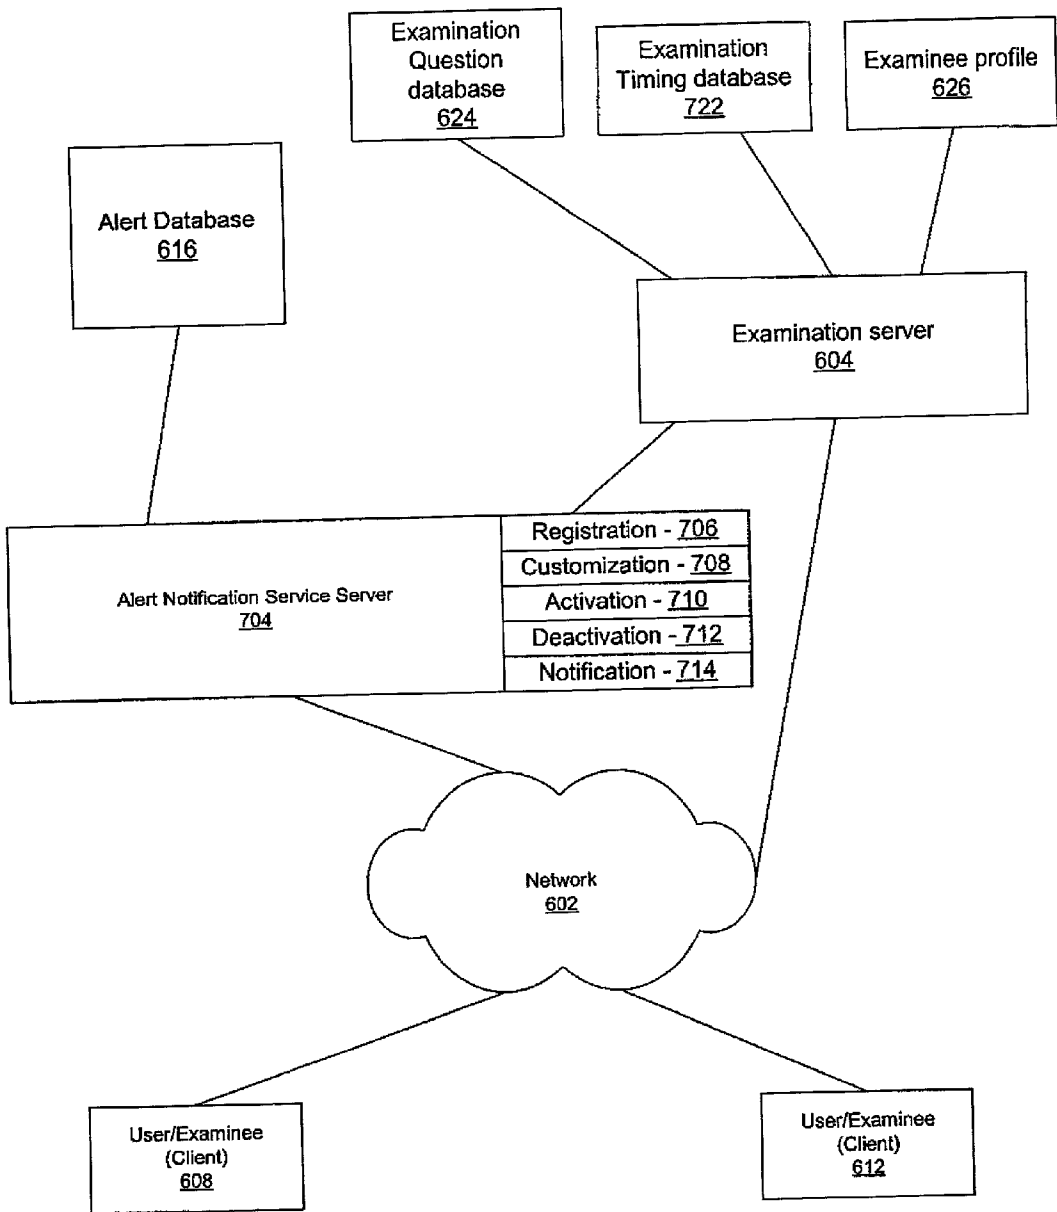 Examination
Question
database
624
Examination
Timing database
722
Examinee profile
626
Alert Database
616
Examination server
604
Alert Notification Service Server
704
Registration - 706
Customization - 708
Activation - 710
Deactivation - 712
Notification - 714
Network
602
User/Examinee
(Client)
608
User/Examinee
(Client)
612